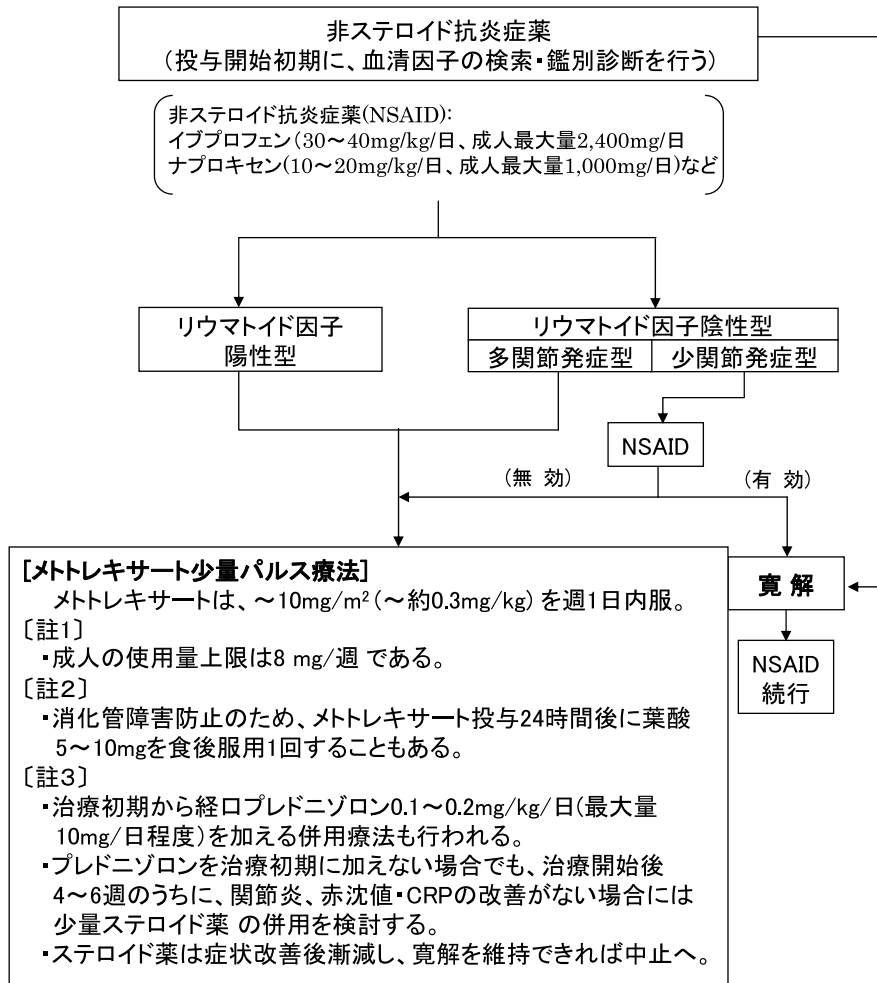 非ステロイド抗炎症薬
(投与開始初期に、血清因子の検索・鑑別診断を行う)
非ステロイド抗炎症薬(NSAID):
イブプロフェン(30～40mg/kg/日、成人最大量2,400mg/日
ナプロキセン(10～20mg/kg/日、成人最大量1,000mg/日)など
リウマトイド因子
陽性型
リウマトイド因子陰性型
多関節発症型
少関節発症型
NSAID
(無 効)
(有 効)
[メトトレキサート少量パルス療法]
メトトレキサートは、～10mg/m²(～約0.3mg/kg)を週1日内服。
〔註1〕
・成人の使用量上限は8 mg/週 である。
〔註2〕
・消化管障害防止のため、メトトレキサート投与24時間後に葉酸
5～10mgを食後服用1回することもある。
〔註3〕
・治療初期から経口プレドニゾロン0.1～0.2mg/kg/日(最大量
10mg/日程度)を加える併用療法も行われる。
・プレドニゾロンを治療初期に加えない場合でも、治療開始後
4～6週のうちに、関節炎、赤沈値・CRPの改善がない場合には
少量ステロイド薬 の併用を検討する。
・ステロイド薬は症状改善後漸減し、寛解を維持できれば中止へ。
寛 解
NSAID
続行